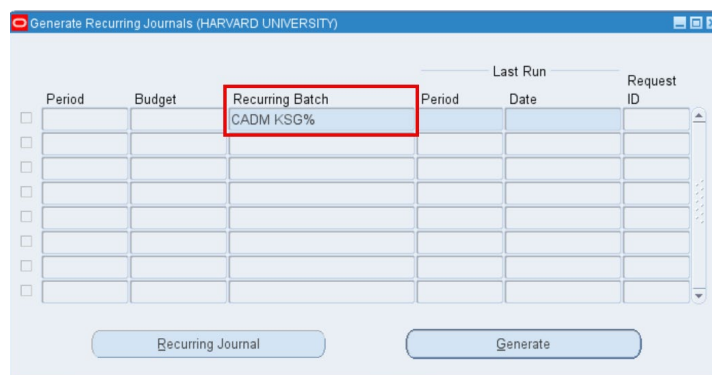 Generate Recurring Journals (HARVARD UNIVERSITY)
Last Run
Request
Period Budget Recurring Batch Period Date ID
CADM KSG%
Recurring Journal Generate